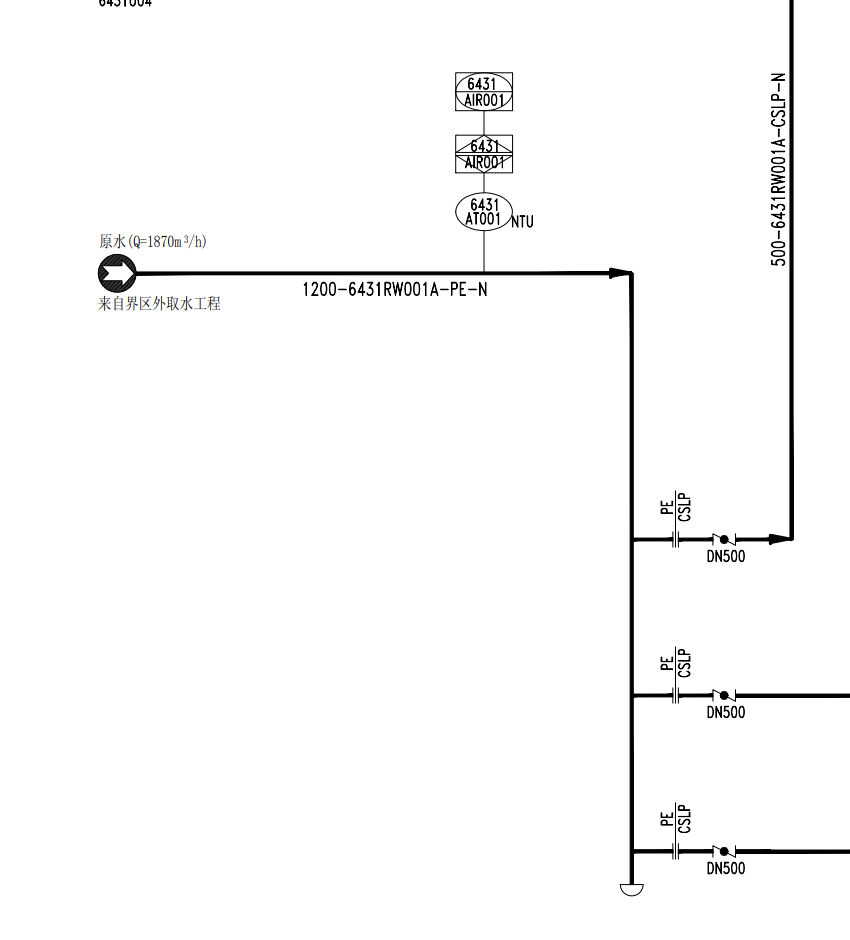 6431004
6431
AIR001
6431
AIR001
6431
AT001
NTU
原水(Q=1870m³/h)
来自界区外取水工程
1200-6431RW001A-PE-N
500-6431RW001A-CSLP-N
PE
CSLP
DN500
PE
CSLP
DN500
PE
CSLP
DN500